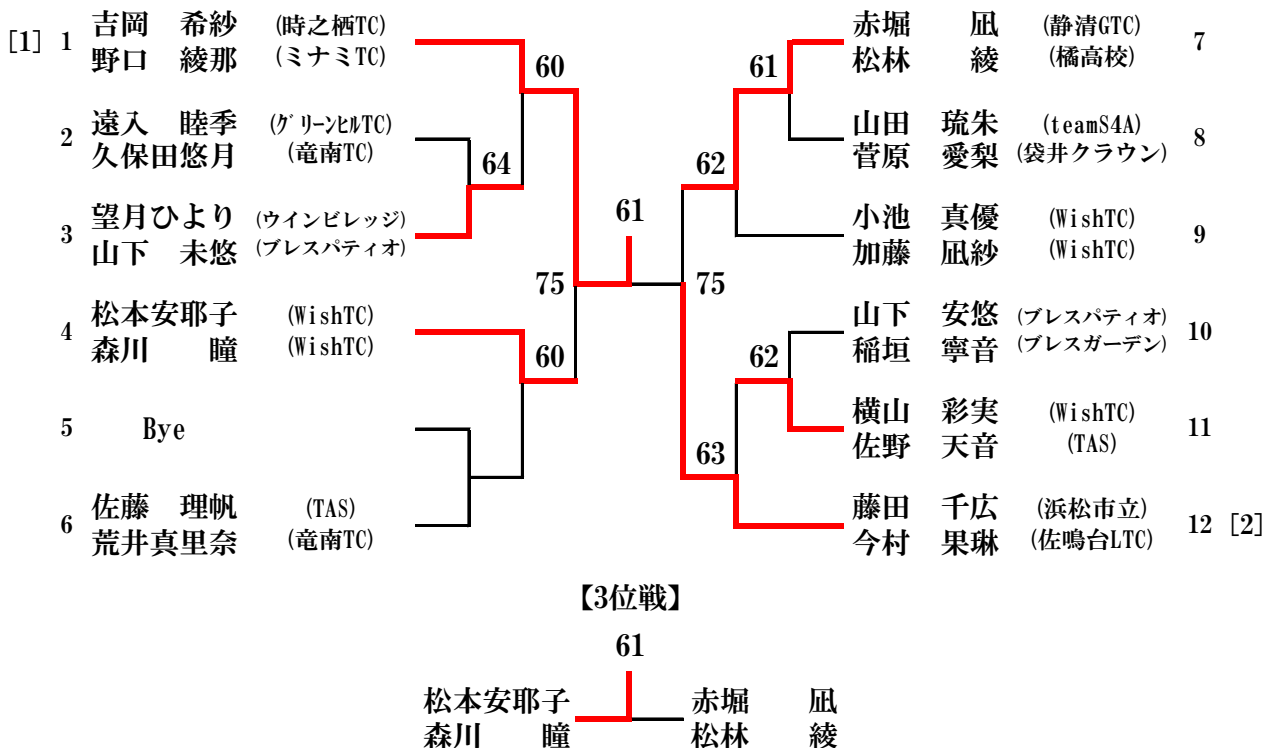 [1] 1 吉岡 希紗 (時之栖TC)
野口 綾那 (ミナミTC)
2 遠入 睦季 (グリーンヒルTC)
久保田悠月 (竜南TC)
3 望月ひより (ウインビレッジ)
山下 未悠 (ブレスパティオ)
4 松本安耶子 (WishTC)
森川 瞳 (WishTC)
5 Bye
6 佐藤 理帆 (TAS)
荒井真里奈 (竜南TC)
60
64
75
60
61
61
62
75
62
63
赤堀 凪 (静清GTC) 7
松林 綾 (橘高校)
山田 琉朱 (teamS4A) 8
菅原 愛梨 (袋井クラウン)
小池 真優 (WishTC) 9
加藤 凪紗 (WishTC)
山下 安悠 (ブレスパティオ) 10
稲垣 寧音 (ブレスガーデン)
横山 彩実 (WishTC) 11
佐野 天音 (TAS)
藤田 千広 (浜松市立) 12 [2]
今村 果琳 (佐鳴台LTC)
【3位戦】
61
松本安耶子 赤堀 凪
森川 瞳 松林 綾